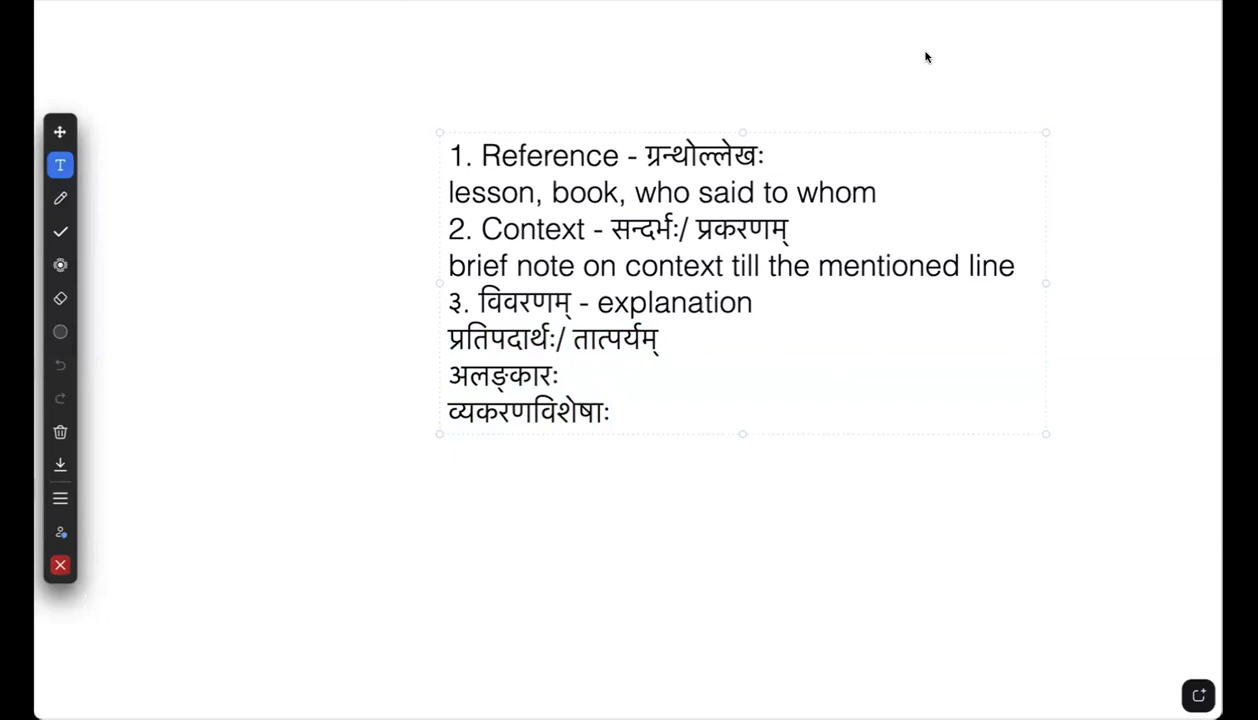 1. Reference - ग्रन्थोल्लेखः
lesson, book, who said to whom
2. Context - सन्दर्भः/ प्रकरणम्
brief note on context till the mentioned line
३. विवरणम् - explanation
प्रतिपदार्थः/ तात्पर्यम्
अलङ्कारः
व्यकरणविशेषाः